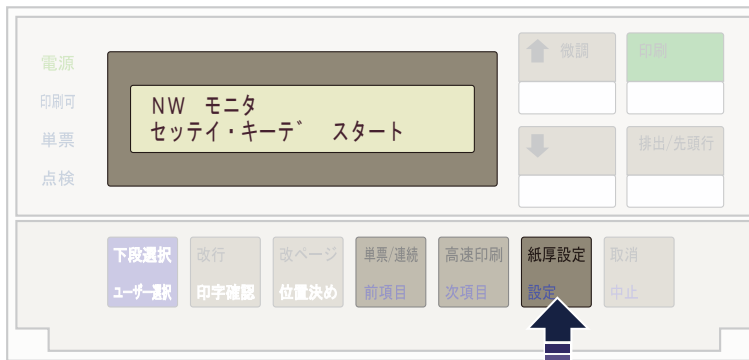 電源
印刷可
単票
点検
NW モニタ
セッテイ・キーデ゛ スタート
微調
印刷
排出/先頭行
下段選択
ユーザー選択
改行
印字確認
改ページ
位置決め
単票/連続
前項目
高速印刷
次項目
紙厚設定
設定
取消
中止